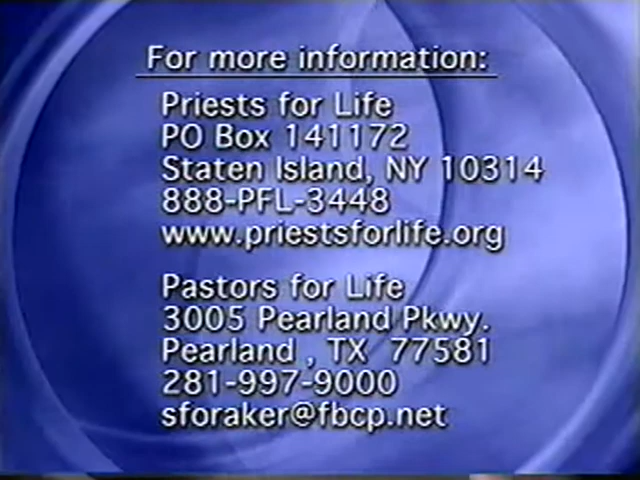 For more information:
Priests for Life
PO Box 141172
Staten Island, NY 10314
888-PFL-3448
www.priestsforlife.org
Pastors for Life
3005 Pearland Pkwy.
Pearland , TX 77581
281-997-9000
sforaker@fbcp.net